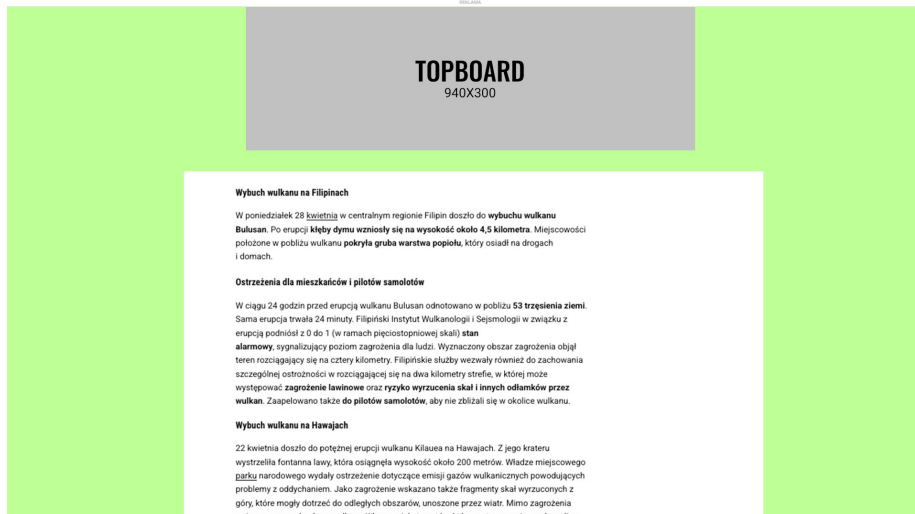 REKLAMA
TOPBOARD
940X300
Wybuch wulkanu na Filipinach
W poniedziałek 28 kwietnia w centralnym regionie Filipin doszło do wybuchu wulkanu
Bulusan. Po erupcji kłęby dymu wzniosły się na wysokość około 4,5 kilometra. Miejscowości
położone w pobliżu wulkanu pokryła gruba warstwa popiołu, który osiadł na drogach
i domach.
Ostrzeżenia dla mieszkańców i pilotów samolotów
W ciągu 24 godzin przed erupcją wulkanu Bulusan odnotowano w pobliżu 53 trzęsienia ziemi.
Sama erupcja trwała 24 minuty. Filipiński Instytut Wulkanologii i Sejsmologii w związku z
erupcją podniósł z 0 do 1 (w ramach pięciostopniowej skali) stan
alarmowy, sygnalizujący poziom zagrożenia dla ludzi. Wyznaczony obszar zagrożenia objął
teren rozciągający się na cztery kilometry. Filipińskie służby wezwały również do zachowania
szczególnej ostrożności w rozciągającej się na dwa kilometry strefie, w której może
występować zagrożenie lawinowe oraz ryzyko wyrzucenia skał i innych odłamków przez
wulkan. Zaapelowano także do pilotów samolotów, aby nie zbliżali się w okolice wulkanu.
Wybuch wulkanu na Hawajach
22 kwietnia doszło do potężnej erupcji wulkanu Kilauea na Hawajach. Z jego krateru
wystrzeliła fontanna lawy, która osiągnęła wysokość około 200 metrów. Władze miejscowego
parku narodowego wydały ostrzeżenie dotyczące emisji gazów wulkanicznych powodujących
problemy z oddychaniem. Jako zagrożenie wskazano także fragmenty skał wyrzuconych z
góry, które mogły dotrzeć do odległych obszarów, unoszone przez wiatr. Mimo zagrożenia